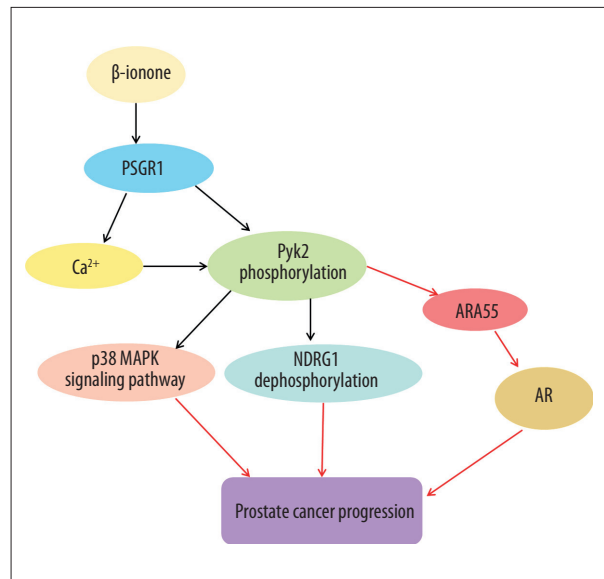 β-ionone
PSGR1
Ca²⁺
Pyk2
phosphorylation
ARA55
p38 MAPK
signaling pathway
NDRG1
dephosphorylation
AR
Prostate cancer progression